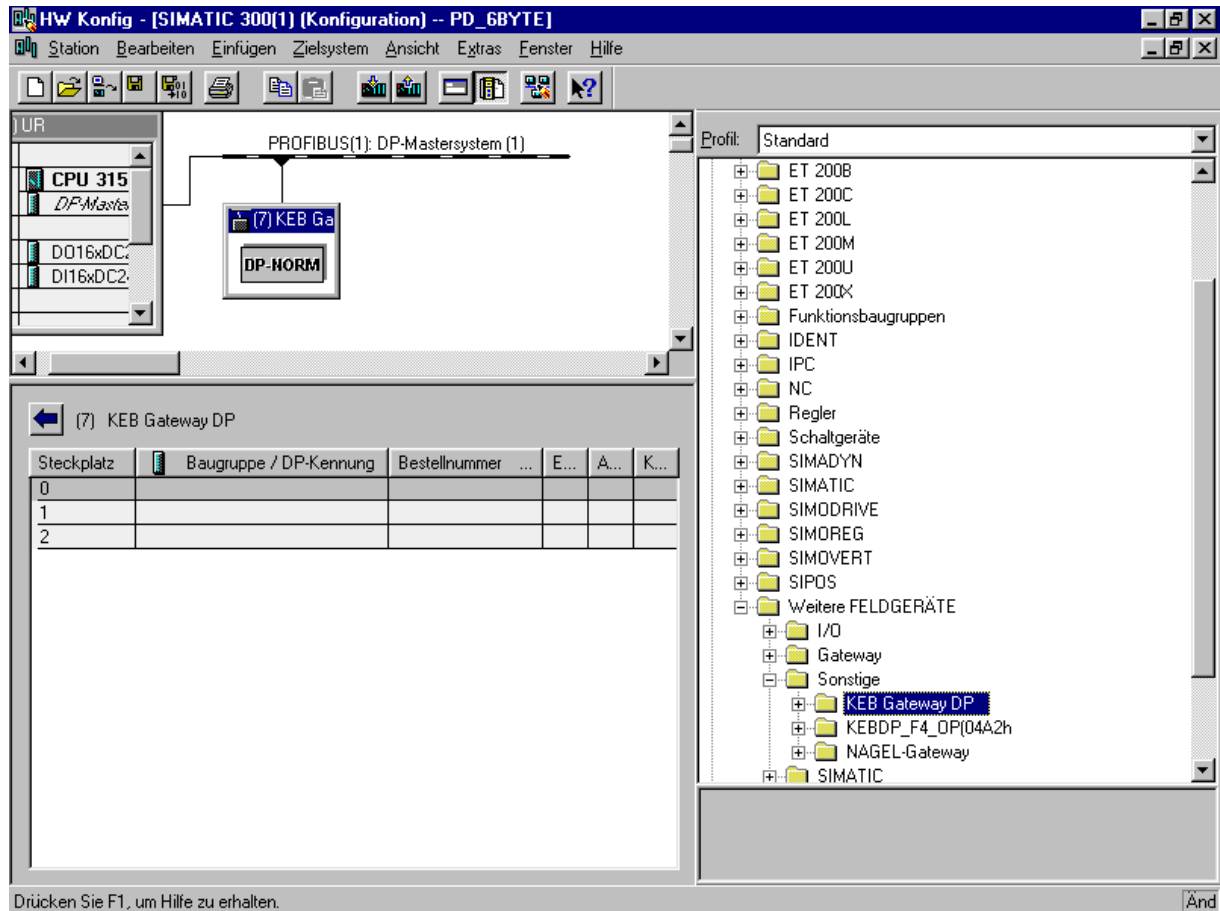 HW Konfig - [SIMATIC 300(1) (Konfiguration) -- PD_6BYTE]
Station Bearbeiten Einfügen Zielsystem Ansicht Extras Fenster Hilfe
) UR
CPU 315
DP-Maste
DO16xDC2
DI16xDC2
PROFIBUS(1): DP-Mastersystem (1)
(7) KEB Ga
DP-NORM
(7) KEB Gateway DP
Steckplatz Baugruppe / DP-Kennung Bestellnummer ... E... A... K...
0
1
2
Profil: Standard
ET 200B
ET 200C
ET 200L
ET 200M
ET 200U
ET 200X
Funktionsbaugruppen
IDENT
IPC
NC
Regler
Schaltgeräte
SIMADYN
SIMATIC
SIMODRIVE
SIMOREG
SIMOVERT
SIPOS
Weitere FELDGERÄTE
I/O
Gateway
Sonstige
KEB Gateway DP
KEBDP_F4_OP(04A2h
NAGEL-Gateway
SIMATIC
Drücken Sie F1, um Hilfe zu erhalten.
Änd